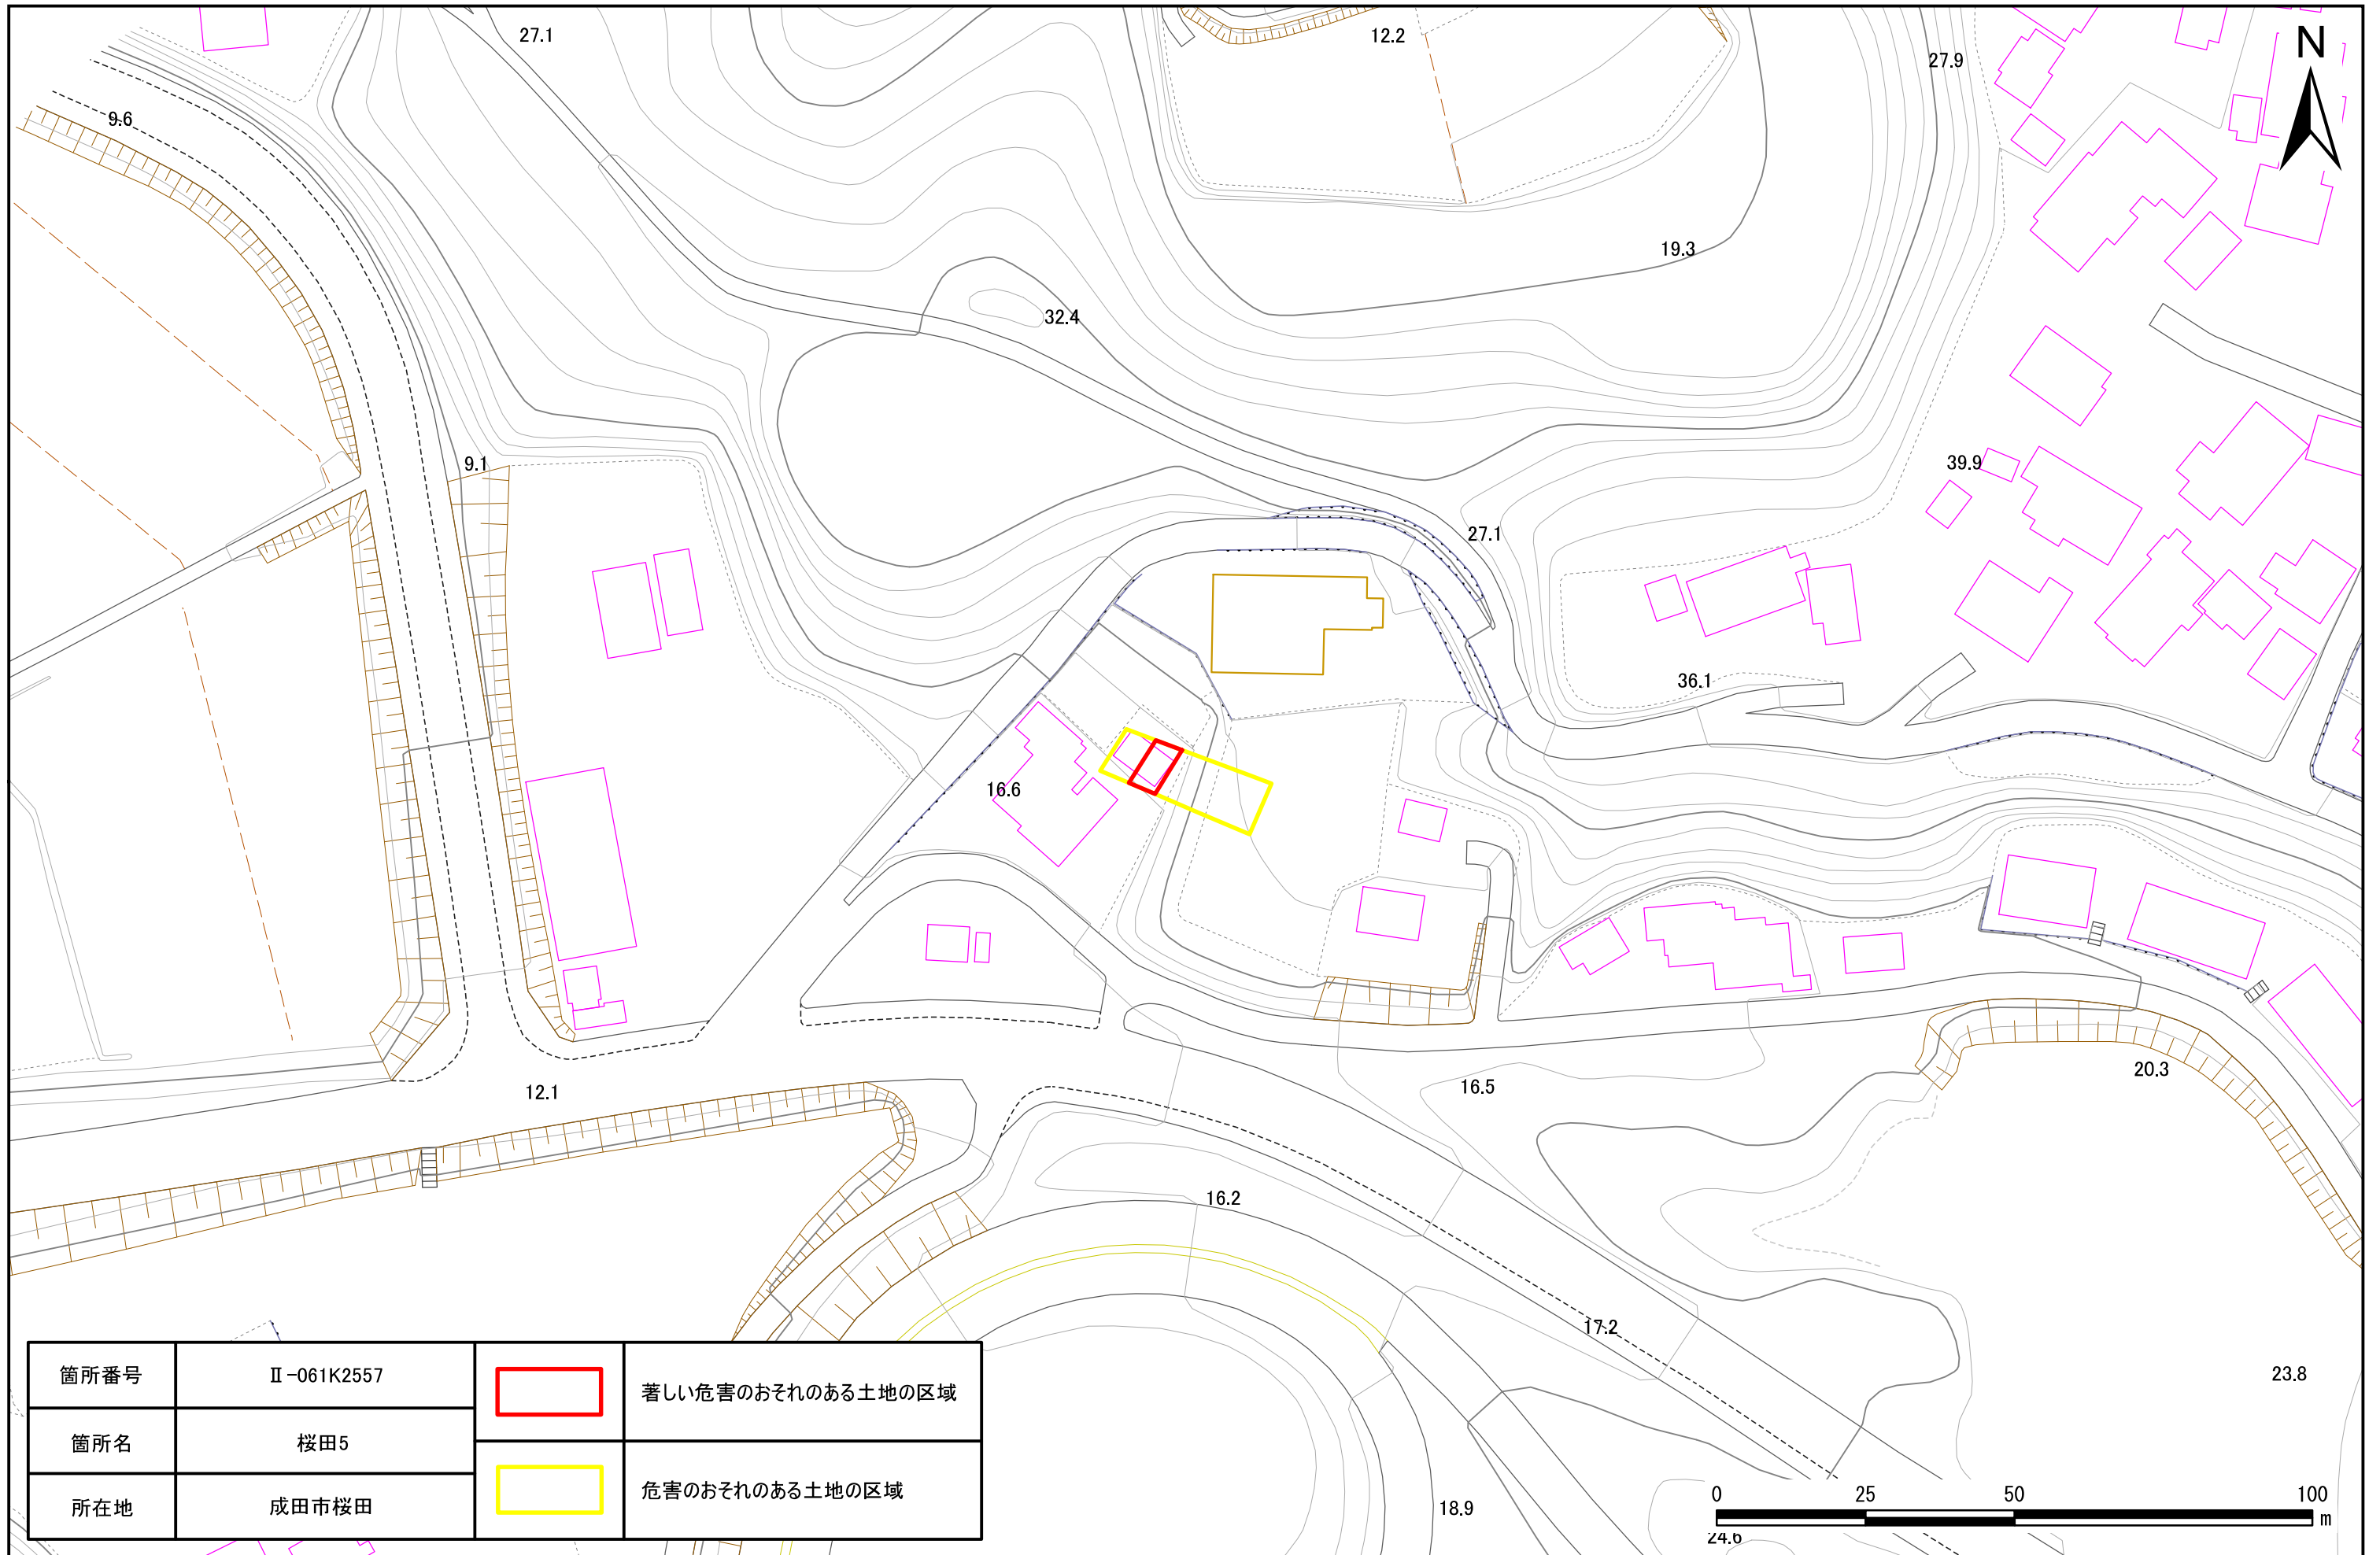 27.1
12.2
N
27.9
9.6
19.3
32.4
9.1
39.9
27.1
36.1
16.6
12.1
16.5
20.3
16.2
17.2
23.8
18.9
箇所番号 Ⅱ-061K2557
箇所名 桜田5
所在地 成田市桜田
著しい危害のおそれのある土地の区域
危害のおそれのある土地の区域
0 25 50 100
m
24.6